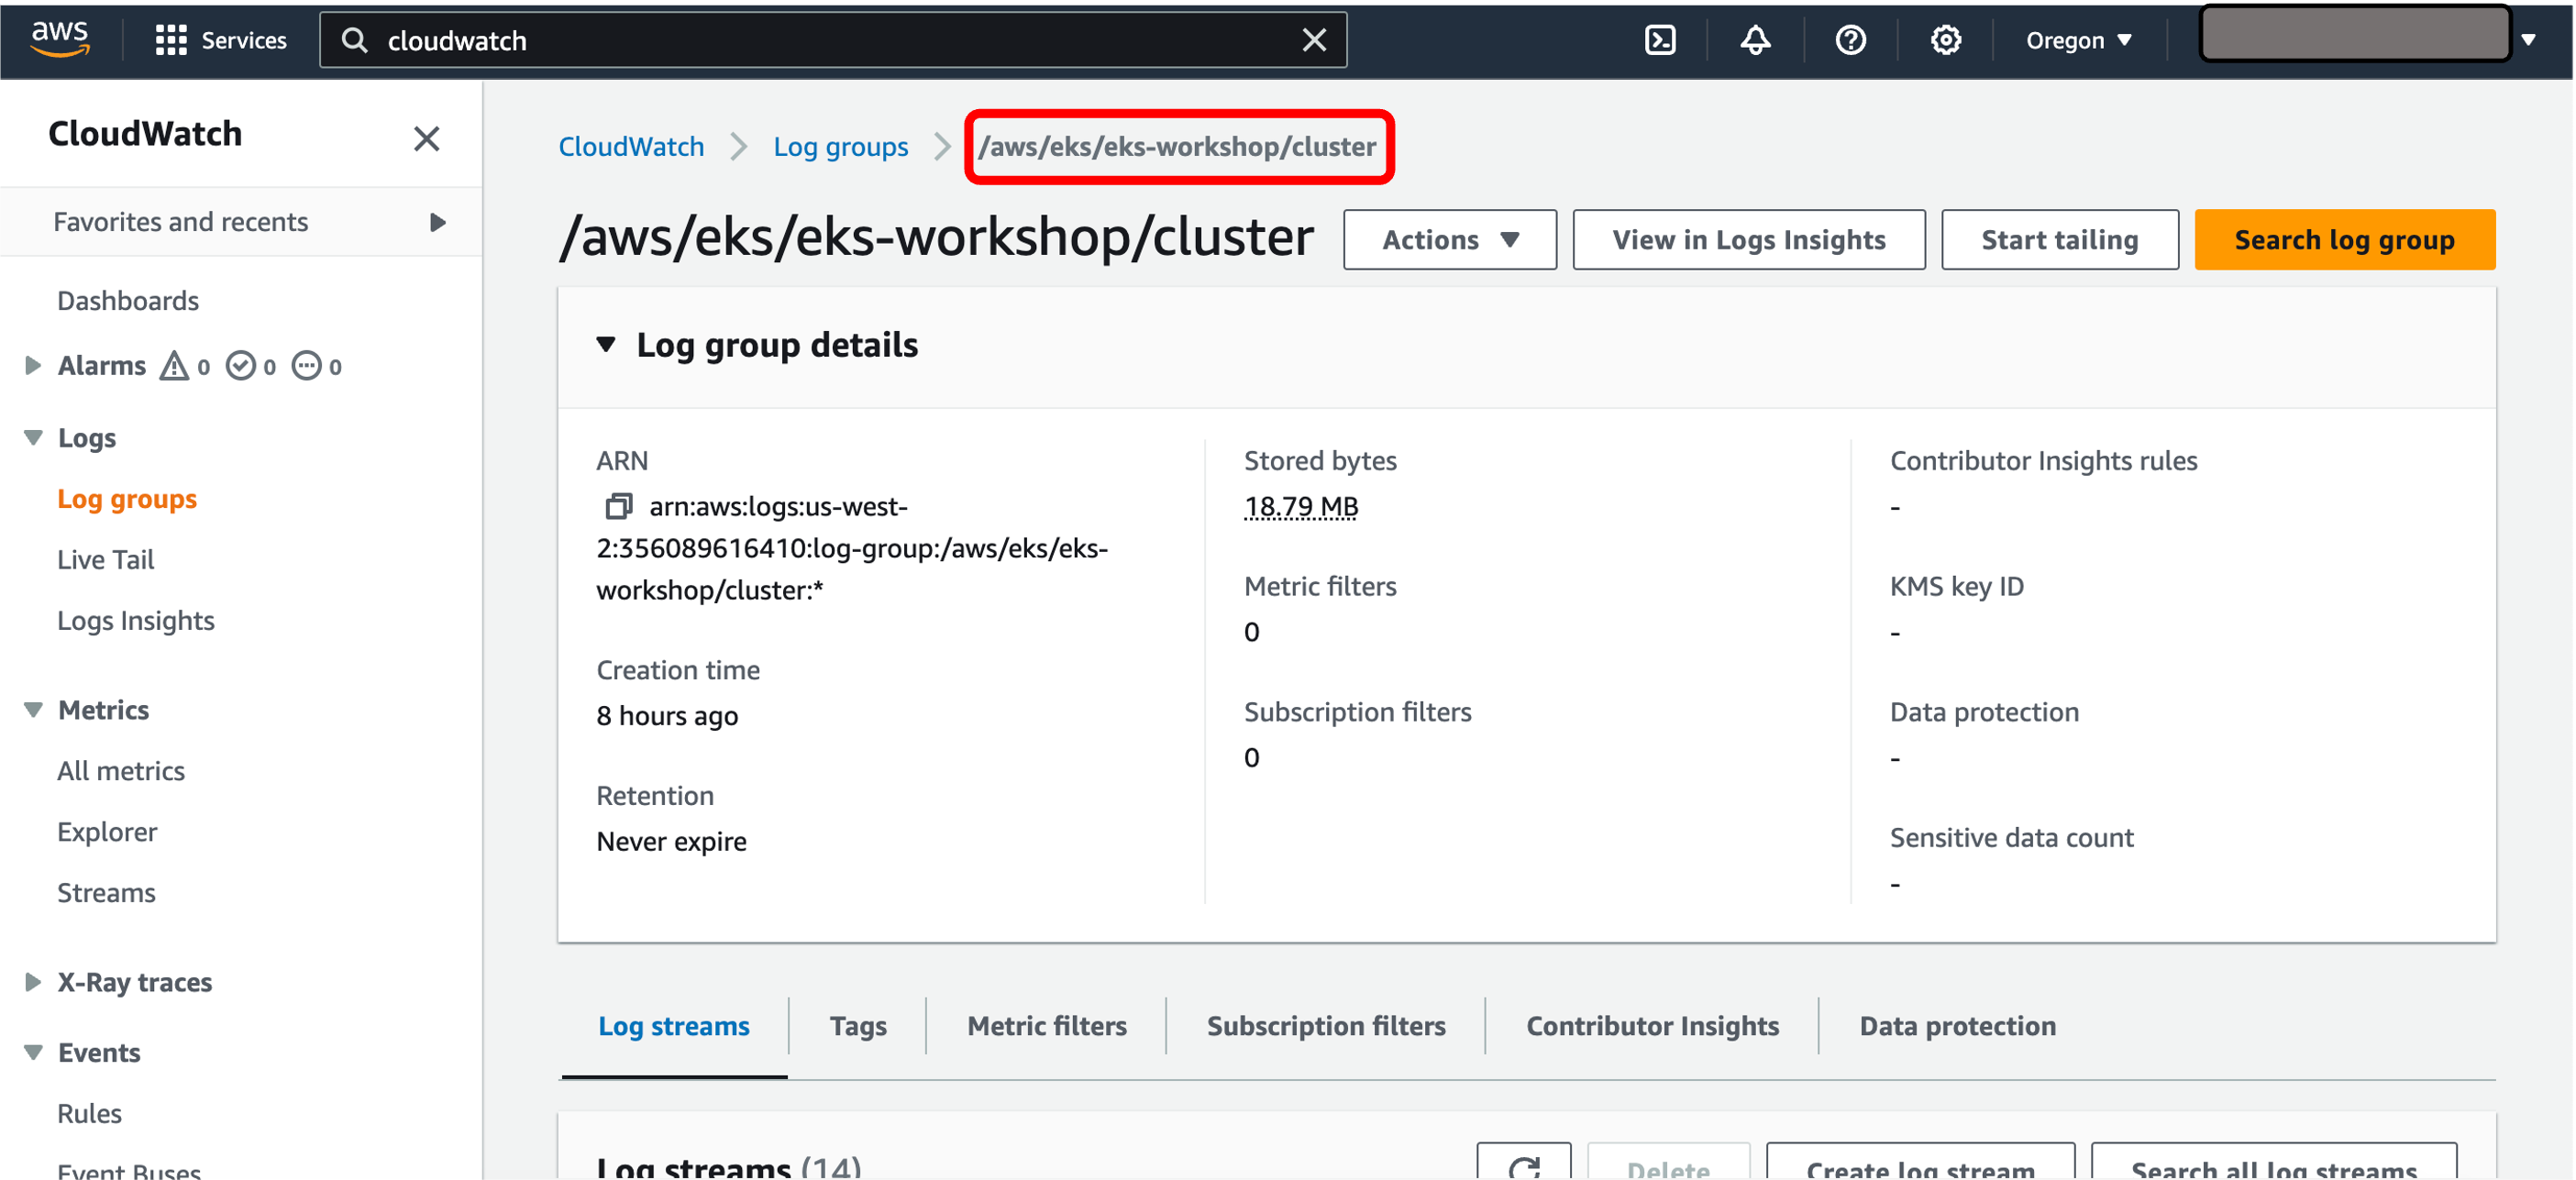 aws
Services
cloudwatch
Oregon
CloudWatch
Favorites and recents
Dashboards
Alarms 0 0 0
Logs
Log groups
Live Tail
Logs Insights
Metrics
All metrics
Explorer
Streams
X-Ray traces
Events
Rules
Event Buses
CloudWatch Log groups /aws/eks/eks-workshop/cluster
/aws/eks/eks-workshop/cluster
Actions View in Logs Insights Start tailing Search log group
Log group details
ARN
arn:aws:logs:us-west-
2:356089616410:log-group:/aws/eks/eks-
workshop/cluster:*
Creation time
8 hours ago
Retention
Never expire
Stored bytes
18.79 MB
Metric filters
0
Subscription filters
0
Contributor Insights rules
-
KMS key ID
-
Data protection
-
Sensitive data count
-
Log streams Tags Metric filters Subscription filters Contributor Insights Data protection
Log streams (14)
Delete Create log stream Search all log streams